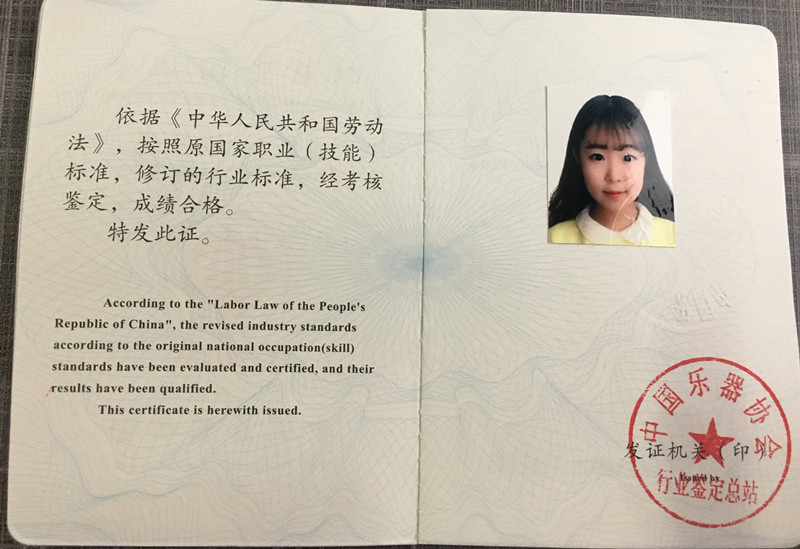 依据《中华人民共和国劳动
法》，按照原国家职业（技能）
标准，修订的行业标准，经考核
鉴定，成绩合格。
特发此证。
According to the "Labor Law of the People's
Republic of China", the revised industry standards
according to the original national occupation(skill)
standards have been evaluated and certified, and their
results have been qualified.
This certificate is herewith issued.
中国乐器协会
发证机关（印）
Issued by
行业鉴定总站